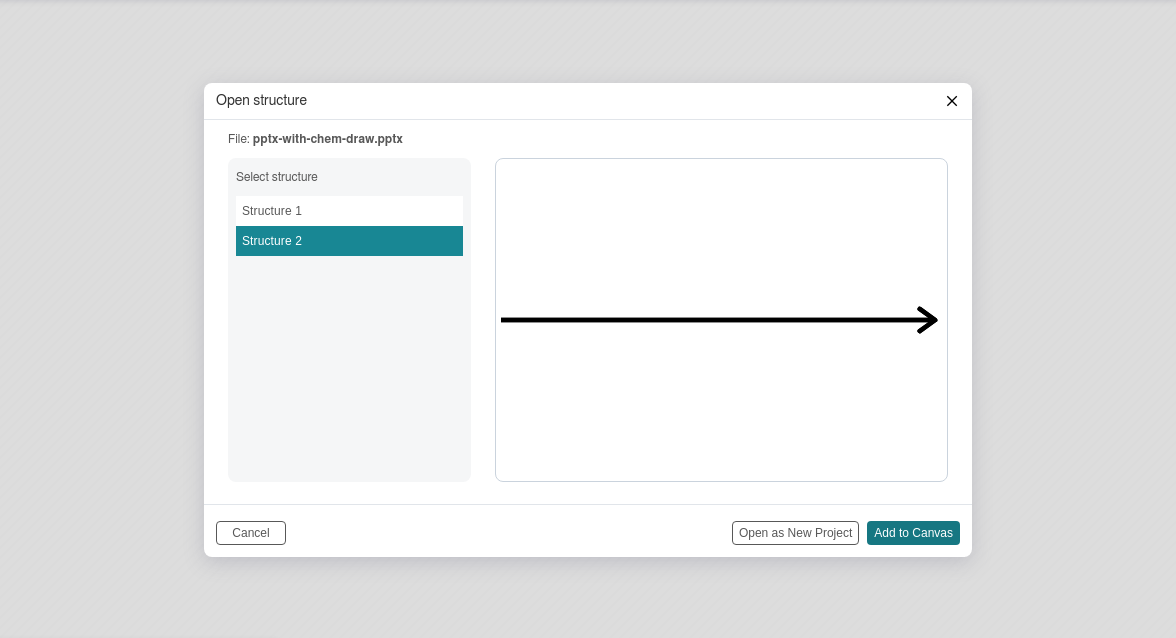 Open structure
File: pptx-with-chem-draw.pptx
Select structure
Structure 1
Structure 2
Cancel
Open as New Project
Add to Canvas